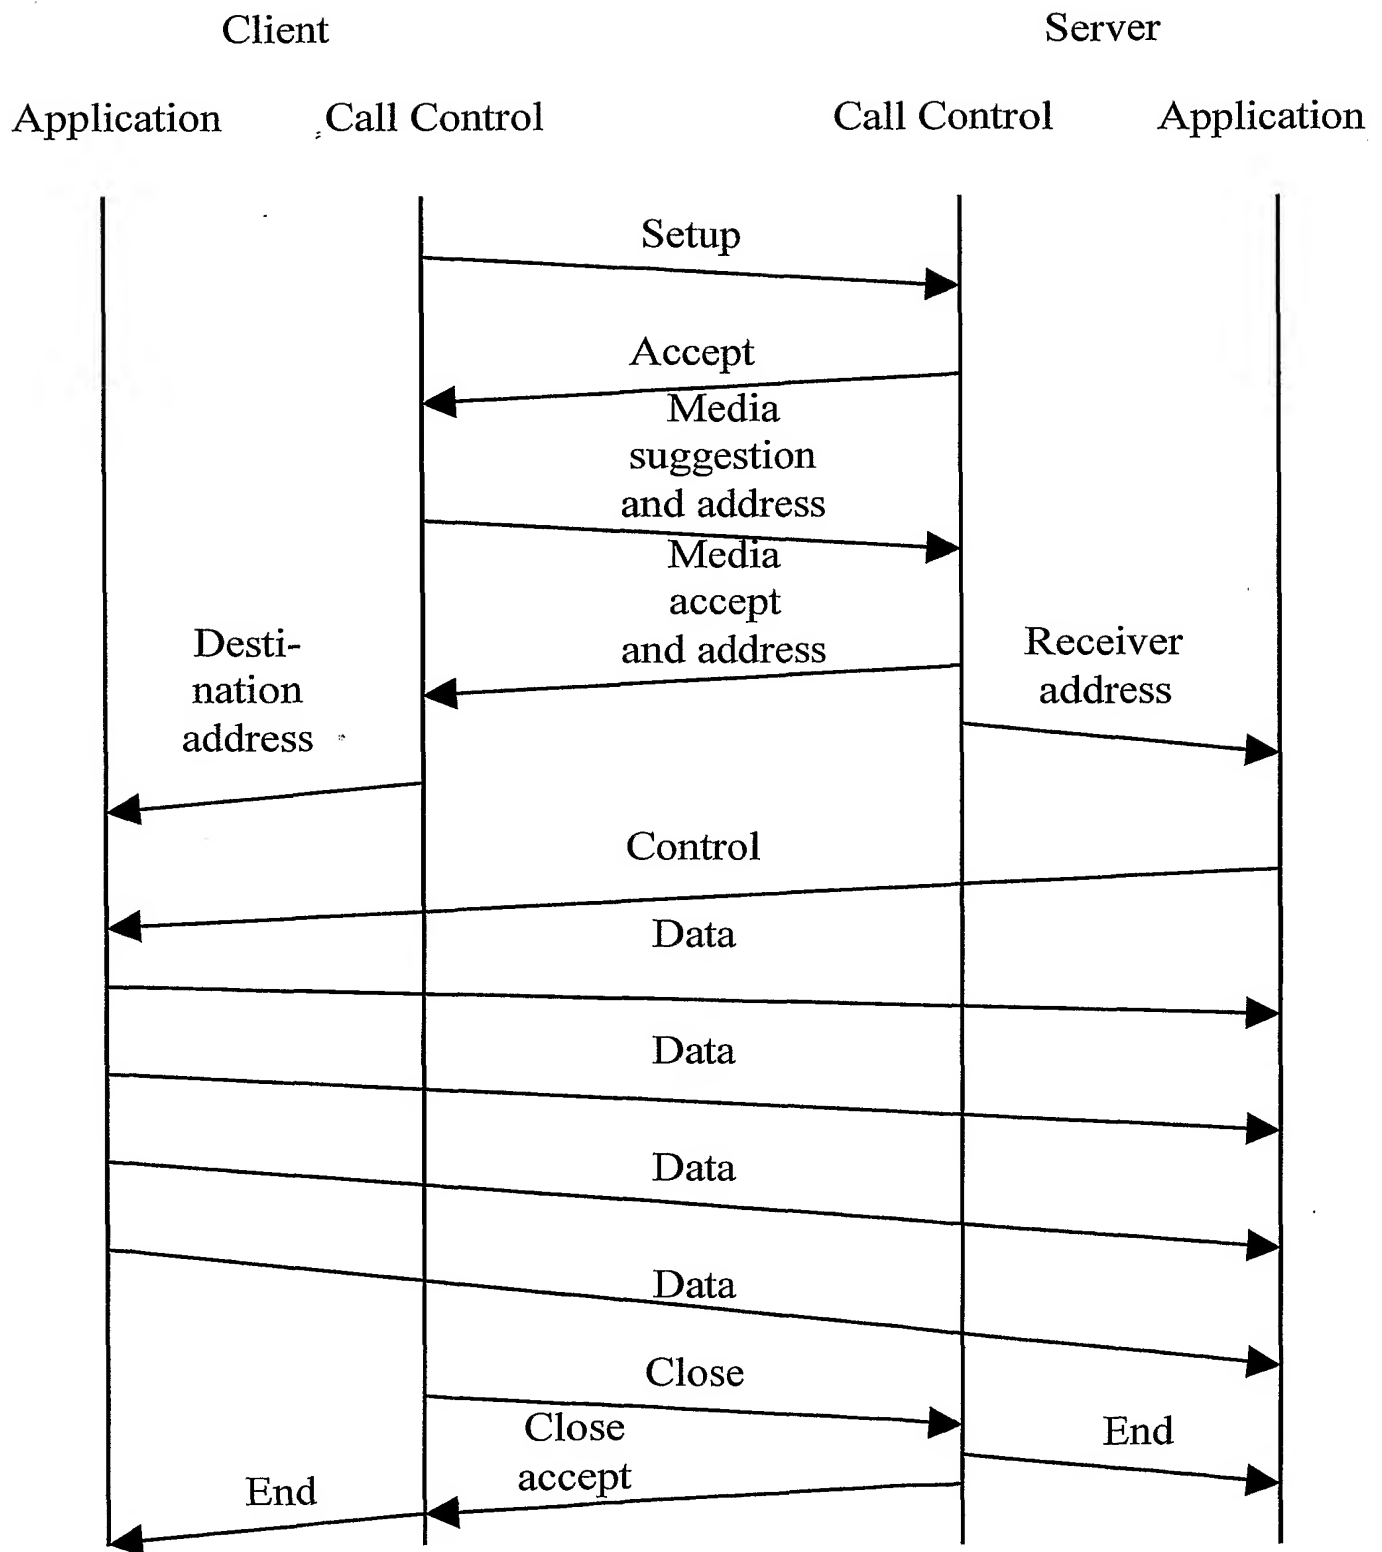 Client
Server
Application
Call Control
Call Control
Application
Setup
Accept
Media
suggestion
and address
Media
accept
and address
Desti-
nation
address
Receiver
address
Control
Data
Data
Data
Data
Close
Close
accept
End
End